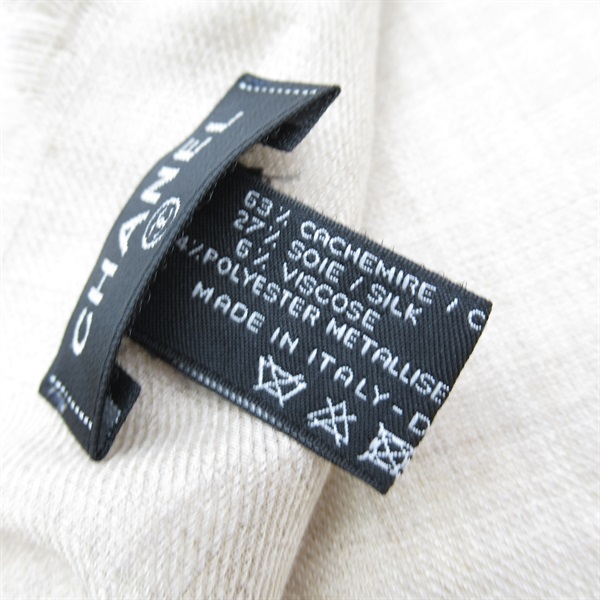 CHANEL
®
63% CACHEMIRE / C
27% SOIE / SILK
6% VISCOSE
4% POLYESTER METALLISE
MADE IN ITALY-D